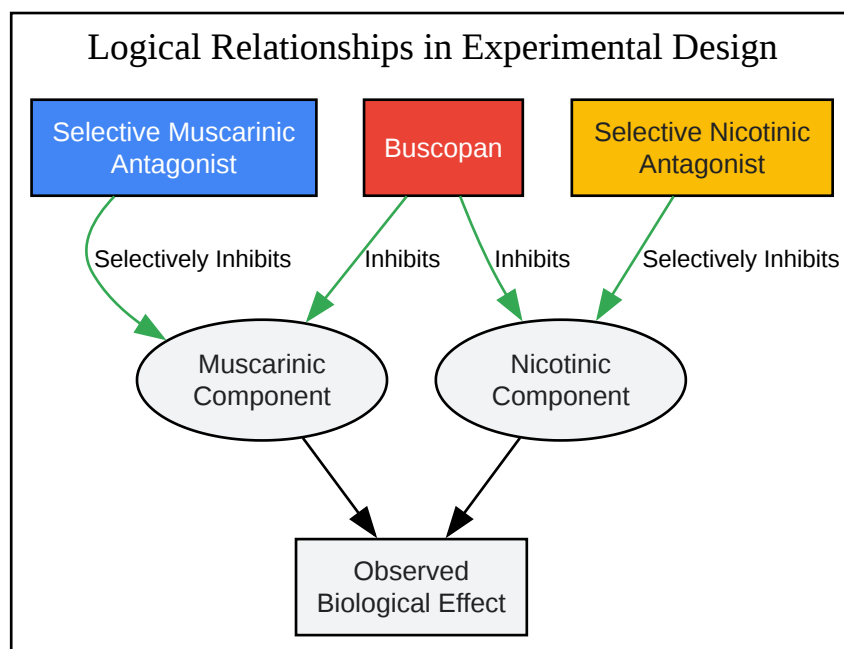 Logical Relationships in Experimental Design
Selective Muscarinic
Antagonist
Buscopan
Selective Nicotinic
Antagonist
Selectively Inhibits
Inhibits
Inhibits
Selectively Inhibits
Muscarinic
Component
Nicotinic
Component
Observed
Biological Effect